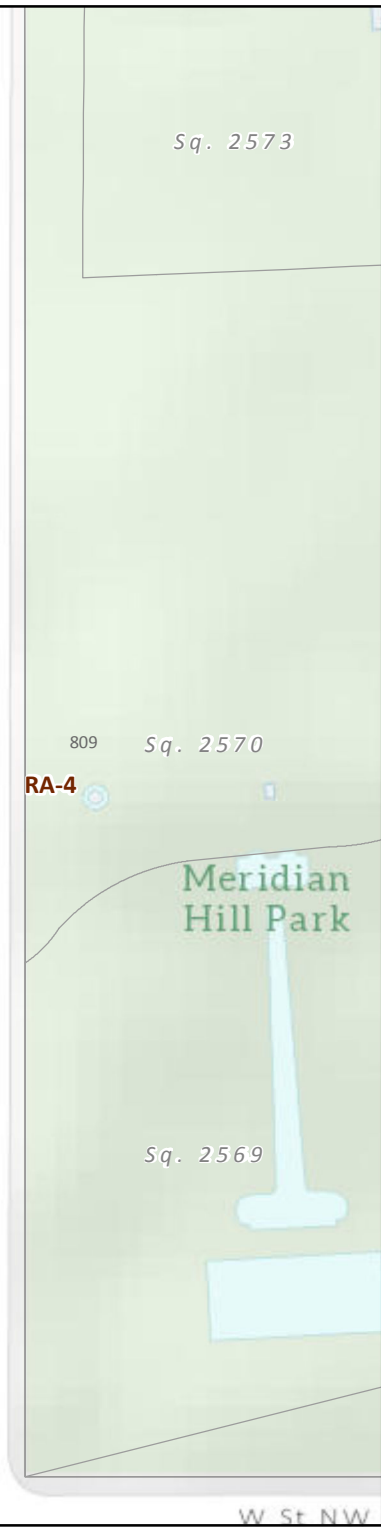 Sq. 2573
809
Sq. 2570
RA-4
Meridian
Hill Park
Sq. 2569
W St NW